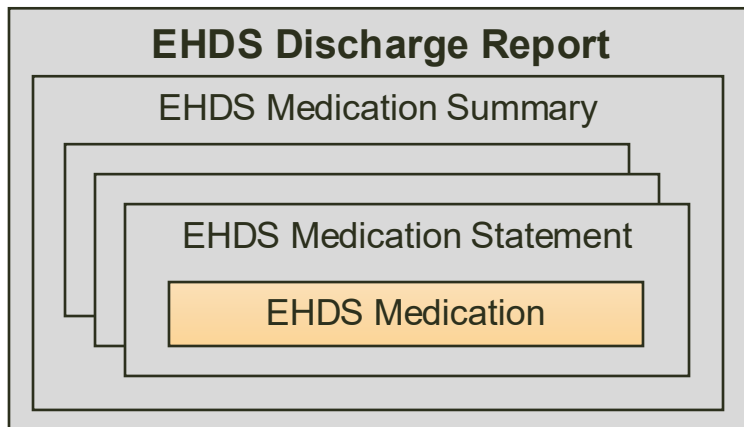 EHDS Discharge Report
EHDS Medication Summary
EHDS Medication Statement
EHDS Medication